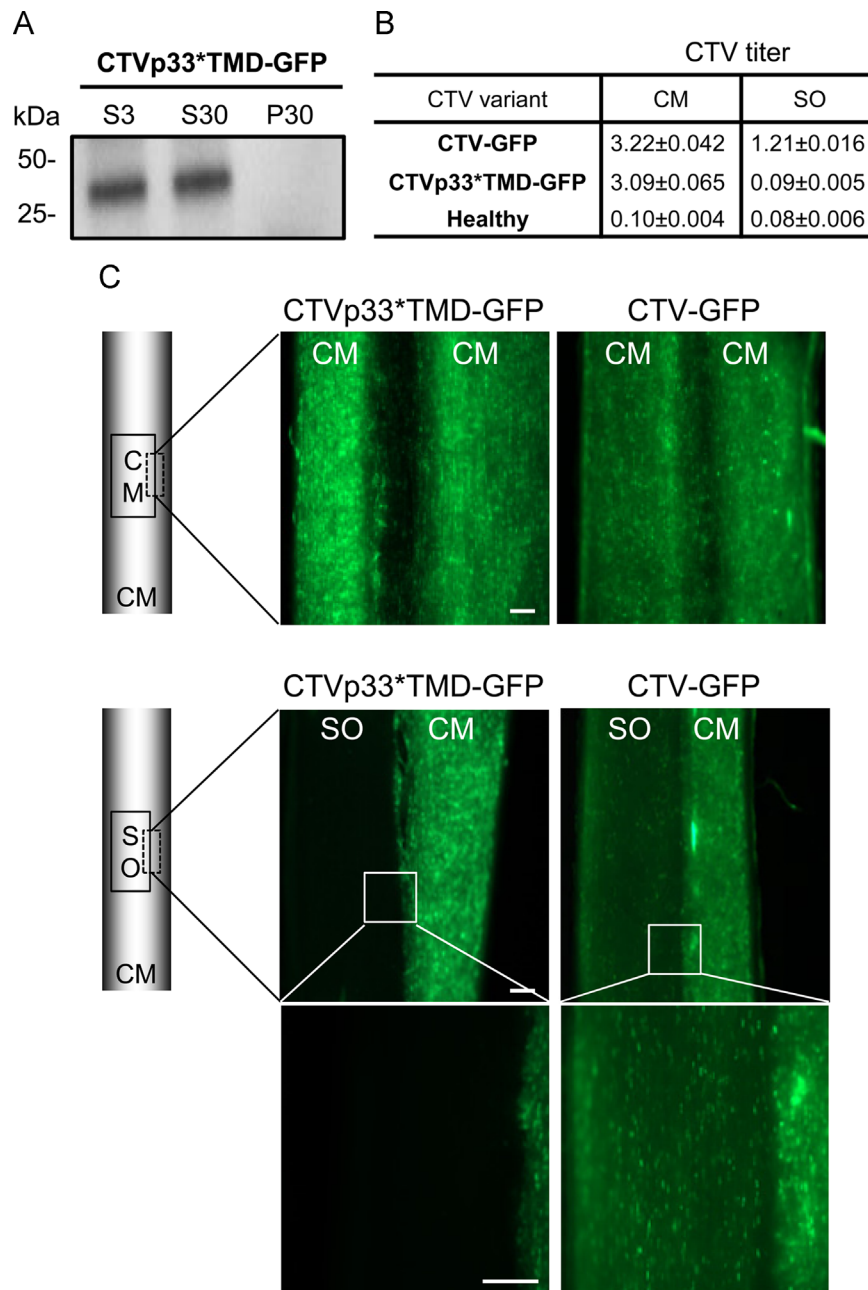 A
CTVp33*TMD-GFP
kDa S3 S30 P30
50-
25-
B
CTV titer
CTV variant CM SO
CTV-GFP 3.22±0.042 1.21±0.016
CTVp33*TMD-GFP 3.09±0.065 0.09±0.005
Healthy 0.10±0.004 0.08±0.006
C
CTVp33*TMD-GFP CTV-GFP
CM CM CM CM
C
M
CM
CTVp33*TMD-GFP CTV-GFP
SO CM SO CM
S
O
CM